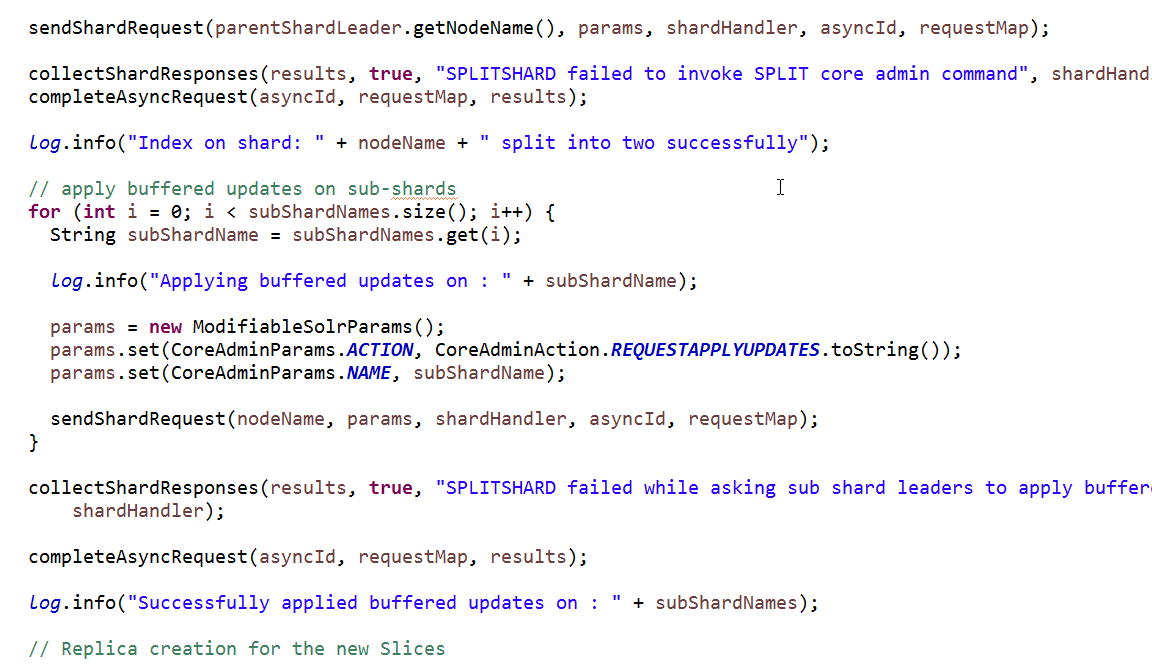 sendShardRequest(parentShardLeader.getNodeName(), params, shardHandler, asyncId, requestMap);
collectShardResponses(results, true, "SPLITSHARD failed to invoke SPLIT core admin command", shardHand
completeAsyncRequest(asyncId, requestMap, results);
log.info("Index on shard: " + nodeName + " split into two successfully");
// apply buffered updates on sub-shards
for (int i = 0; i < subShardNames.size(); i++) {
String subShardName = subShardNames.get(i);
log.info("Applying buffered updates on : " + subShardName);
params = new ModifiableSolrParams();
params.set(CoreAdminParams.ACTION, CoreAdminAction.REQUESTAPPLYUPDATES.toString());
params.set(CoreAdminParams.NAME, subShardName);
sendShardRequest(nodeName, params, shardHandler, asyncId, requestMap);
}
collectShardResponses(results, true, "SPLITSHARD failed while asking sub shard leaders to apply buffer
shardHandler);
completeAsyncRequest(asyncId, requestMap, results);
log.info("Successfully applied buffered updates on : " + subShardNames);
// Replica creation for the new Slices